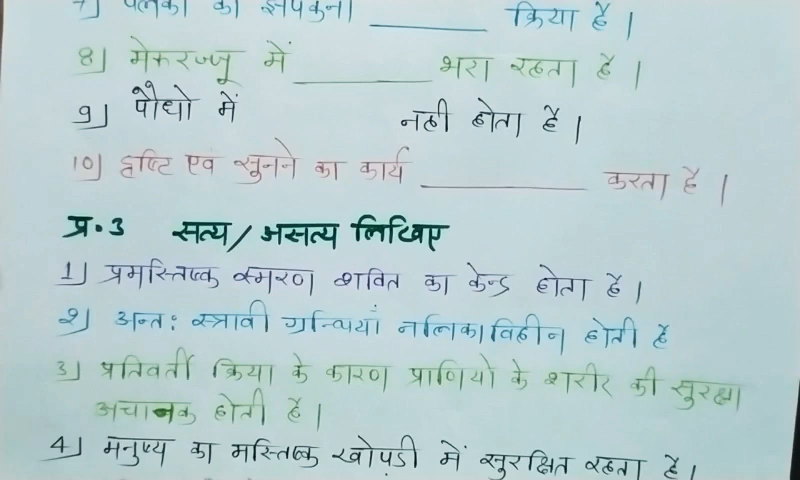 7] पलको का झपकना ______ क्रिया है |
8] मेरूरज्जू में ______ भरा रहता है |
9] पौधो में नही होता है |
10] दृष्टि एवं सुनने का कार्य ______ करता है |
प्र.3 सत्य/असत्य लिखिए
1] प्रमस्तिष्क स्मरण शक्ति का केन्द्र होता है |
2] अन्तः स्त्रावी ग्रन्थियाँ नलिकाविहीन होती है
3] प्रतिवर्ती क्रिया के कारण प्राणियो के शरीर की सुरक्षा
अचानक होती है |
4] मनुष्य का मस्तिष्क खोपडी में सुरक्षित रहता है |